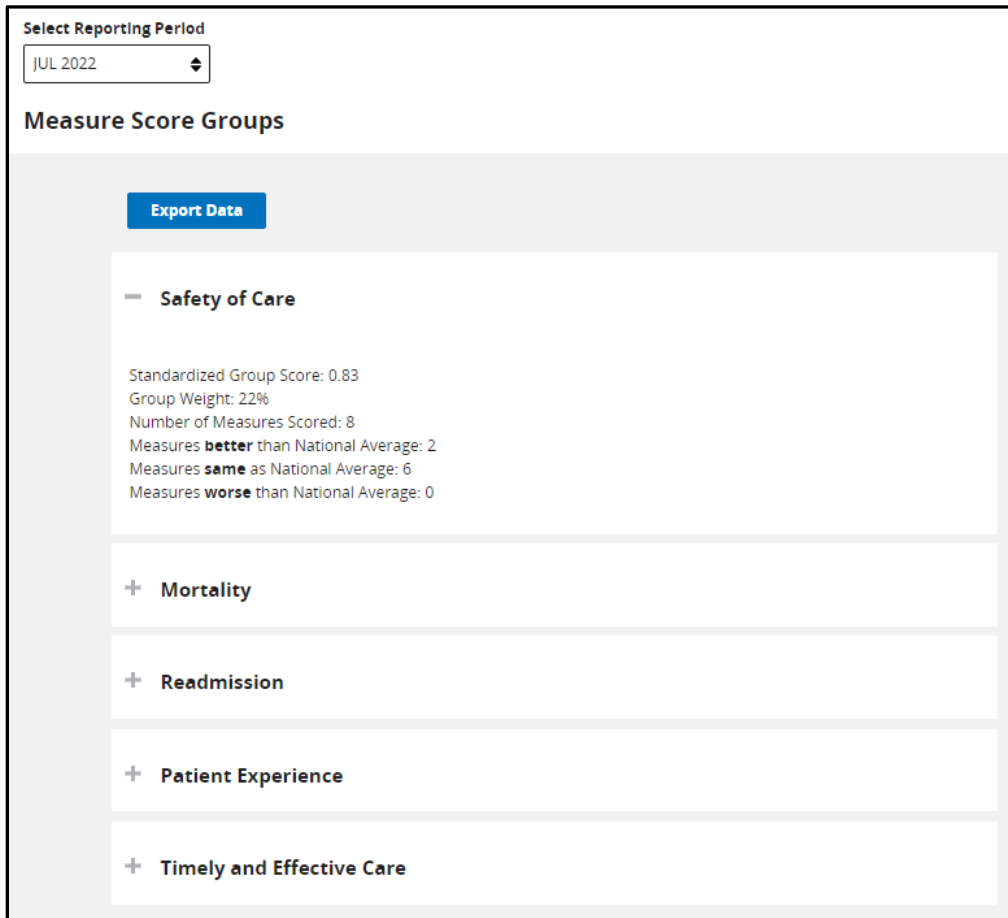 Select Reporting Period
JUL 2022
Measure Score Groups
Export Data
Safety of Care
Standardized Group Score: 0.83
Group Weight: 22%
Number of Measures Scored: 8
Measures better than National Average: 2
Measures same as National Average: 6
Measures worse than National Average: 0
Mortality
Readmission
Patient Experience
Timely and Effective Care